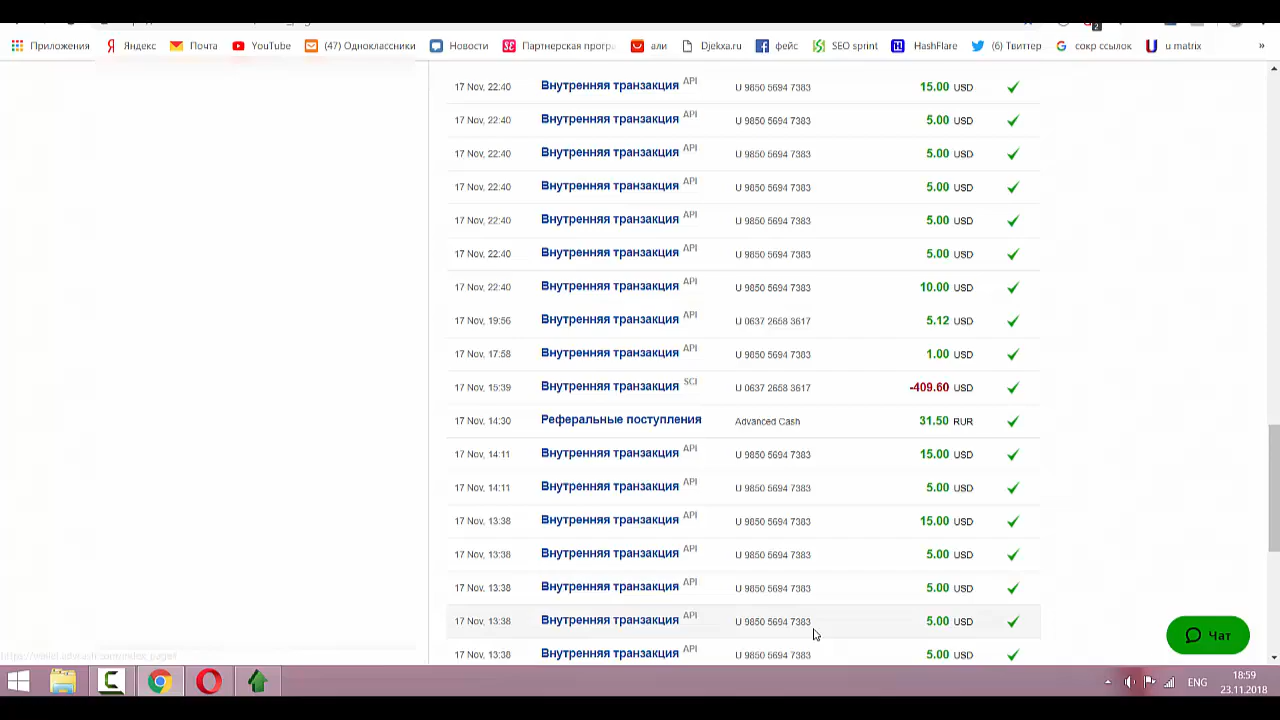 2
Приложения Яндекс Почта YouTube (47) Одноклассники Новости Партнерская прогр али Djekxa.ru фейс SEO sprint HashFlare (6) Твиттер сокр ссылок u matrix »
17 Nov, 22:40 Внутренняя транзакция API U 9850 5694 7383 15.00 USD
17 Nov, 22:40 Внутренняя транзакция API U 9850 5694 7383 5.00 USD
17 Nov, 22:40 Внутренняя транзакция API U 9850 5694 7383 5.00 USD
17 Nov, 22:40 Внутренняя транзакция API U 9850 5694 7383 5.00 USD
17 Nov, 22:40 Внутренняя транзакция API U 9850 5694 7383 5.00 USD
17 Nov, 22:40 Внутренняя транзакция API U 9850 5694 7383 5.00 USD
17 Nov, 22:40 Внутренняя транзакция API U 9850 5694 7383 10.00 USD
17 Nov, 19:56 Внутренняя транзакция API U 0637 2658 3617 5.12 USD
17 Nov, 17:58 Внутренняя транзакция API U 9850 5694 7383 1.00 USD
17 Nov, 15:39 Внутренняя транзакция SCI U 0637 2658 3617 -409.60 USD
17 Nov, 14:30 Реферальные поступления Advanced Cash 31.50 RUR
17 Nov, 14:11 Внутренняя транзакция API U 9850 5694 7383 15.00 USD
17 Nov, 14:11 Внутренняя транзакция API U 9850 5694 7383 5.00 USD
17 Nov, 13:38 Внутренняя транзакция API U 9850 5694 7383 15.00 USD
17 Nov, 13:38 Внутренняя транзакция API U 9850 5694 7383 5.00 USD
17 Nov, 13:38 Внутренняя транзакция API U 9850 5694 7383 5.00 USD
17 Nov, 13:38 Внутренняя транзакция API U 9850 5694 7383 5.00 USD
17 Nov, 13:38 Внутренняя транзакция API U 9850 5694 7383 5.00 USD
Чат
ENG
18:59
23.11.2018